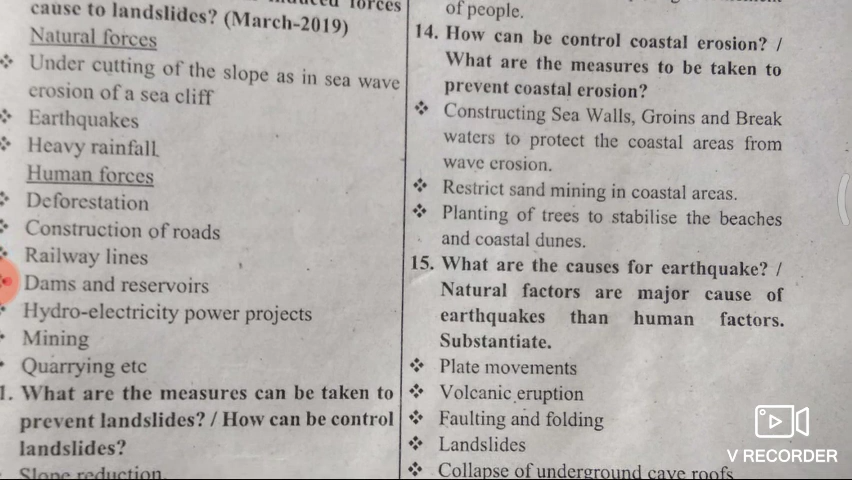 forces
cause to landslides? (March-2019)
Natural forces
Under cutting of the slope as in sea wave
erosion of a sea cliff
Earthquakes
Heavy rainfall
Human forces
Deforestation
Construction of roads
Railway lines
Dams and reservoirs
Hydro-electricity power projects
Mining
Quarrying etc
1. What are the measures can be taken to
prevent landslides? / How can be control
landslides?
Slope reduction.
of people.
14. How can be control coastal erosion? /
What are the measures to be taken to
prevent coastal erosion?
Constructing Sea Walls, Groins and Break
waters to protect the coastal areas from
wave erosion.
Restrict sand mining in coastal areas.
Planting of trees to stabilise the beaches
and coastal dunes.
15. What are the causes for earthquake? /
Natural factors are major cause of
earthquakes than human factors.
Substantiate.
Plate movements
Volcanic eruption
Faulting and folding
Landslides
Collapse of underground cave roofs
V RECORDER